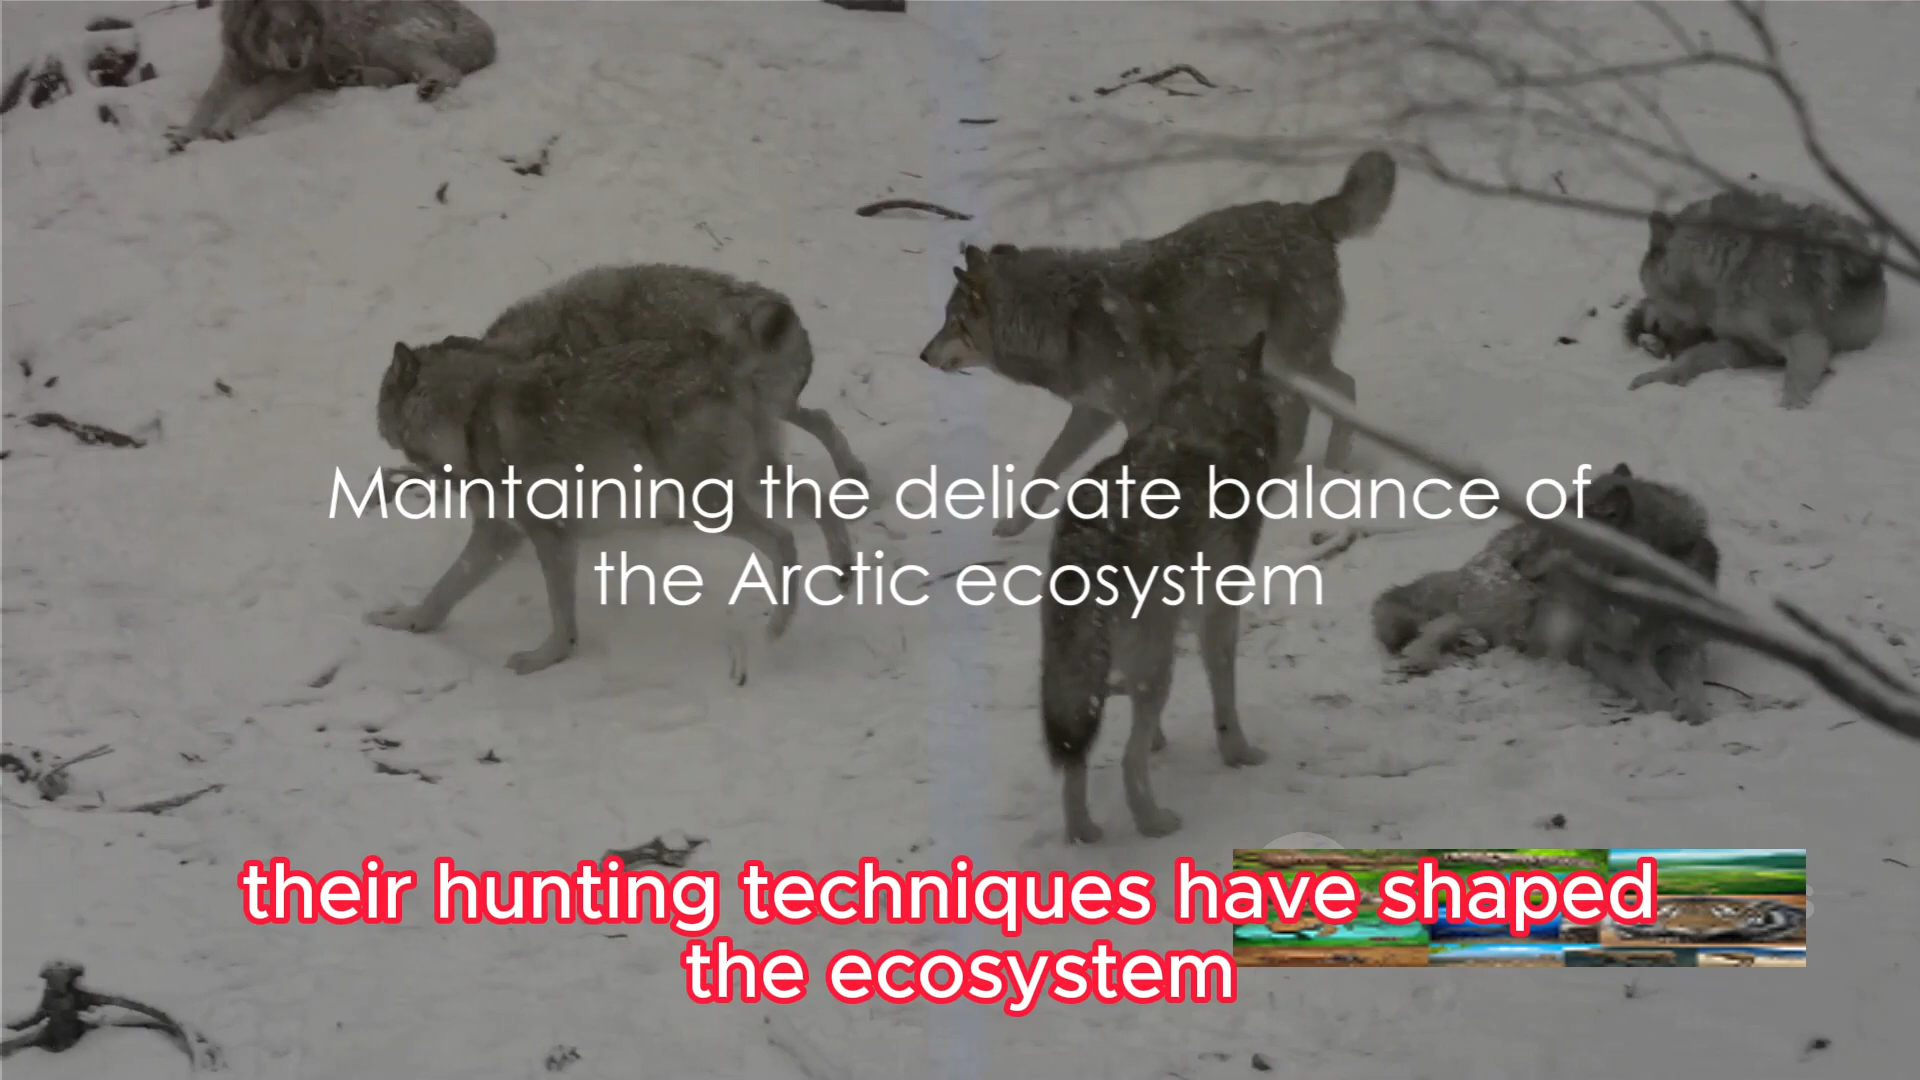 Maintaining the delicate balance of
the Arctic ecosystem
their hunting techniques have shaped
the ecosystem